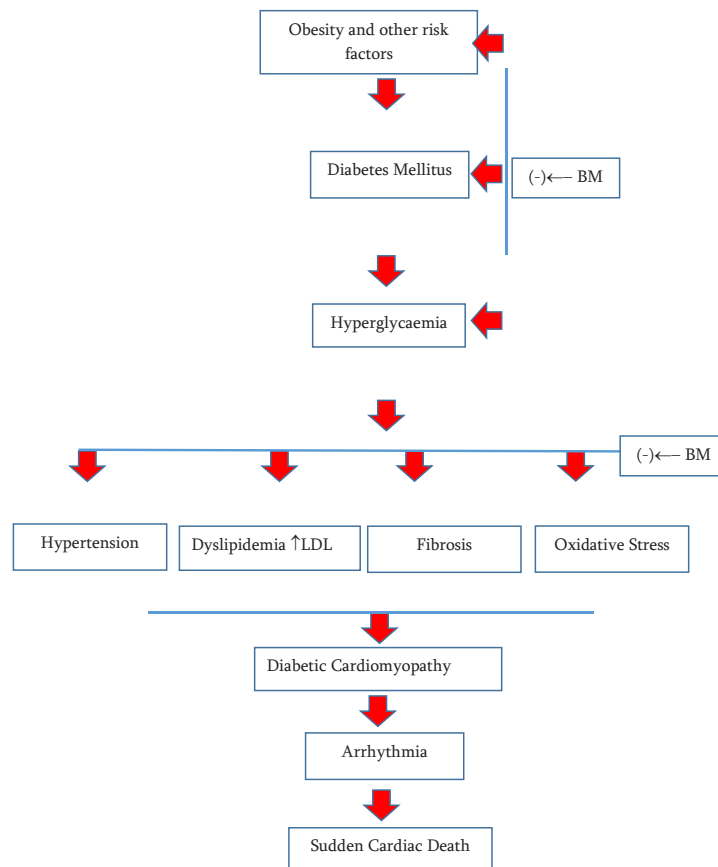 Obesity and other risk
factors
Diabetes Mellitus
(-)←− BM
Hyperglycaemia
(-)←− BM
Hypertension
Dyslipidemia ↑LDL
Fibrosis
Oxidative Stress
Diabetic Cardiomyopathy
Arrhythmia
Sudden Cardiac Death